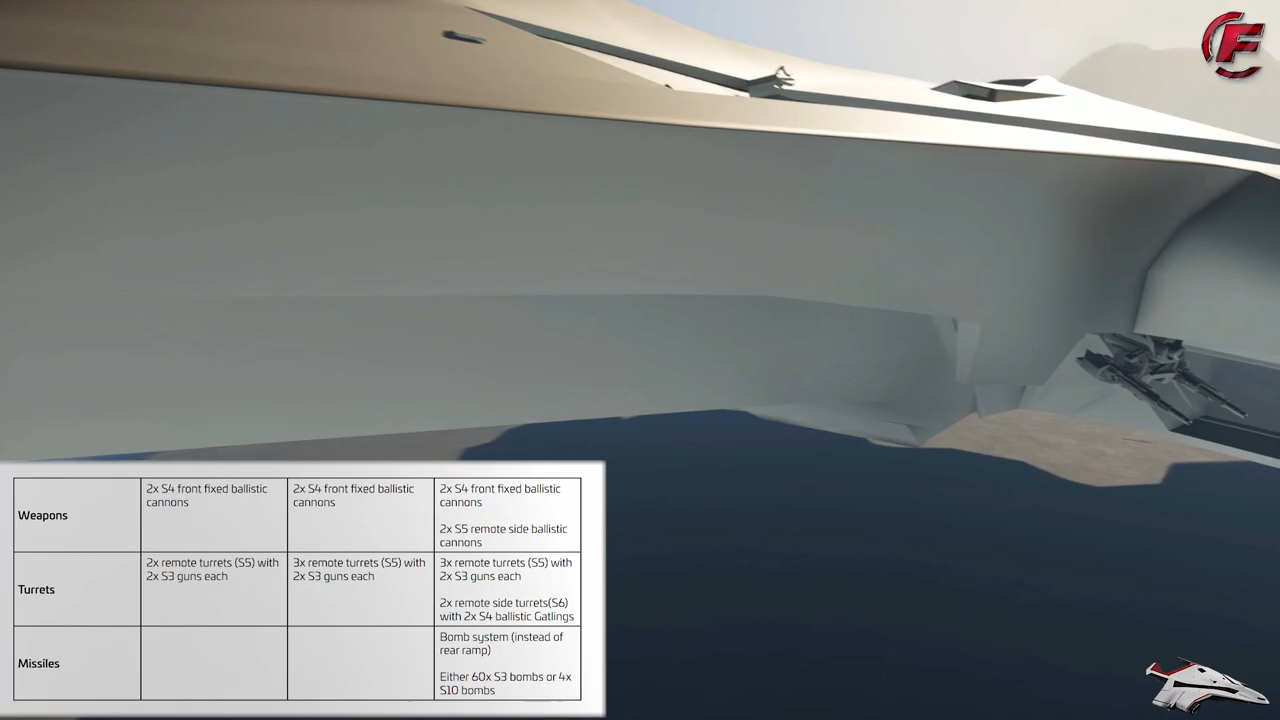 F
Weapons
2x S4 front fixed ballistic
cannons
2x S4 front fixed ballistic
cannons
2x S4 front fixed ballistic
cannons
2x S5 remote side ballistic
cannons
Turrets
2x remote turrets (S5) with
2x S3 guns each
3x remote turrets (S5) with
2x S3 guns each
3x remote turrets (S5) with
2x S3 guns each
2x remote side turrets(S6)
with 2x S4 ballistic Gatlings
Missiles
Bomb system (instead of
rear ramp)
Either 60x S3 bombs or 4x
S10 bombs